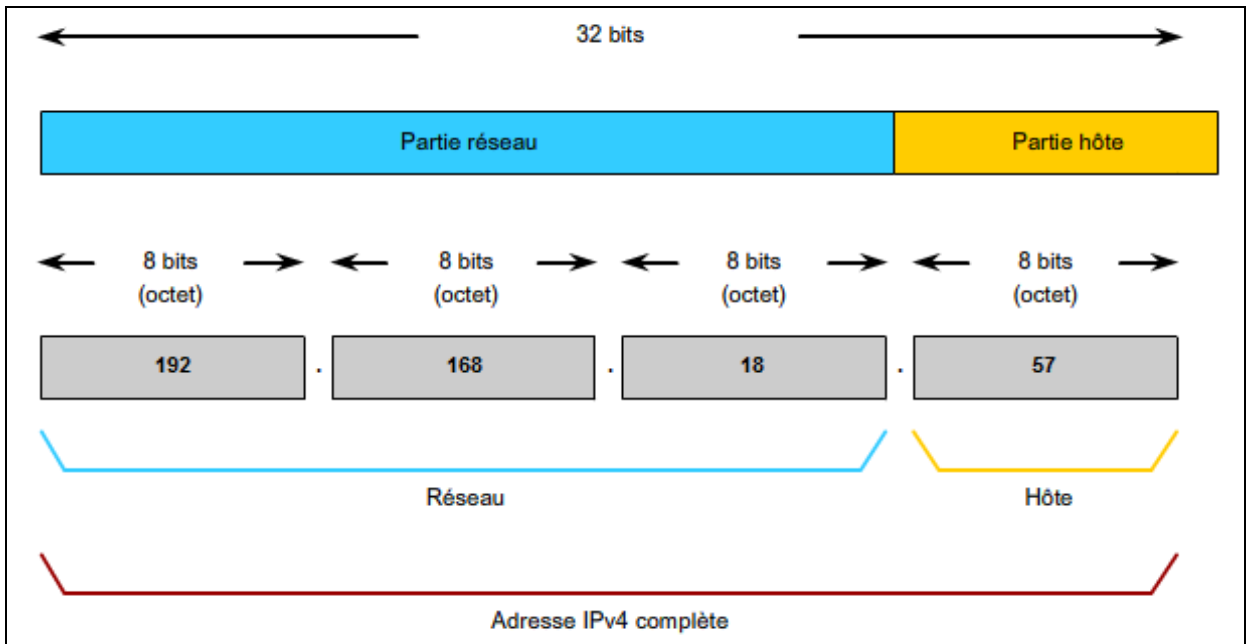 32 bits
Partie réseau Partie hôte
8 bits 8 bits 8 bits 8 bits
(octet) (octet) (octet) (octet)
192 . 168 . 18 . 57
Réseau Hôte
Adresse IPv4 complète